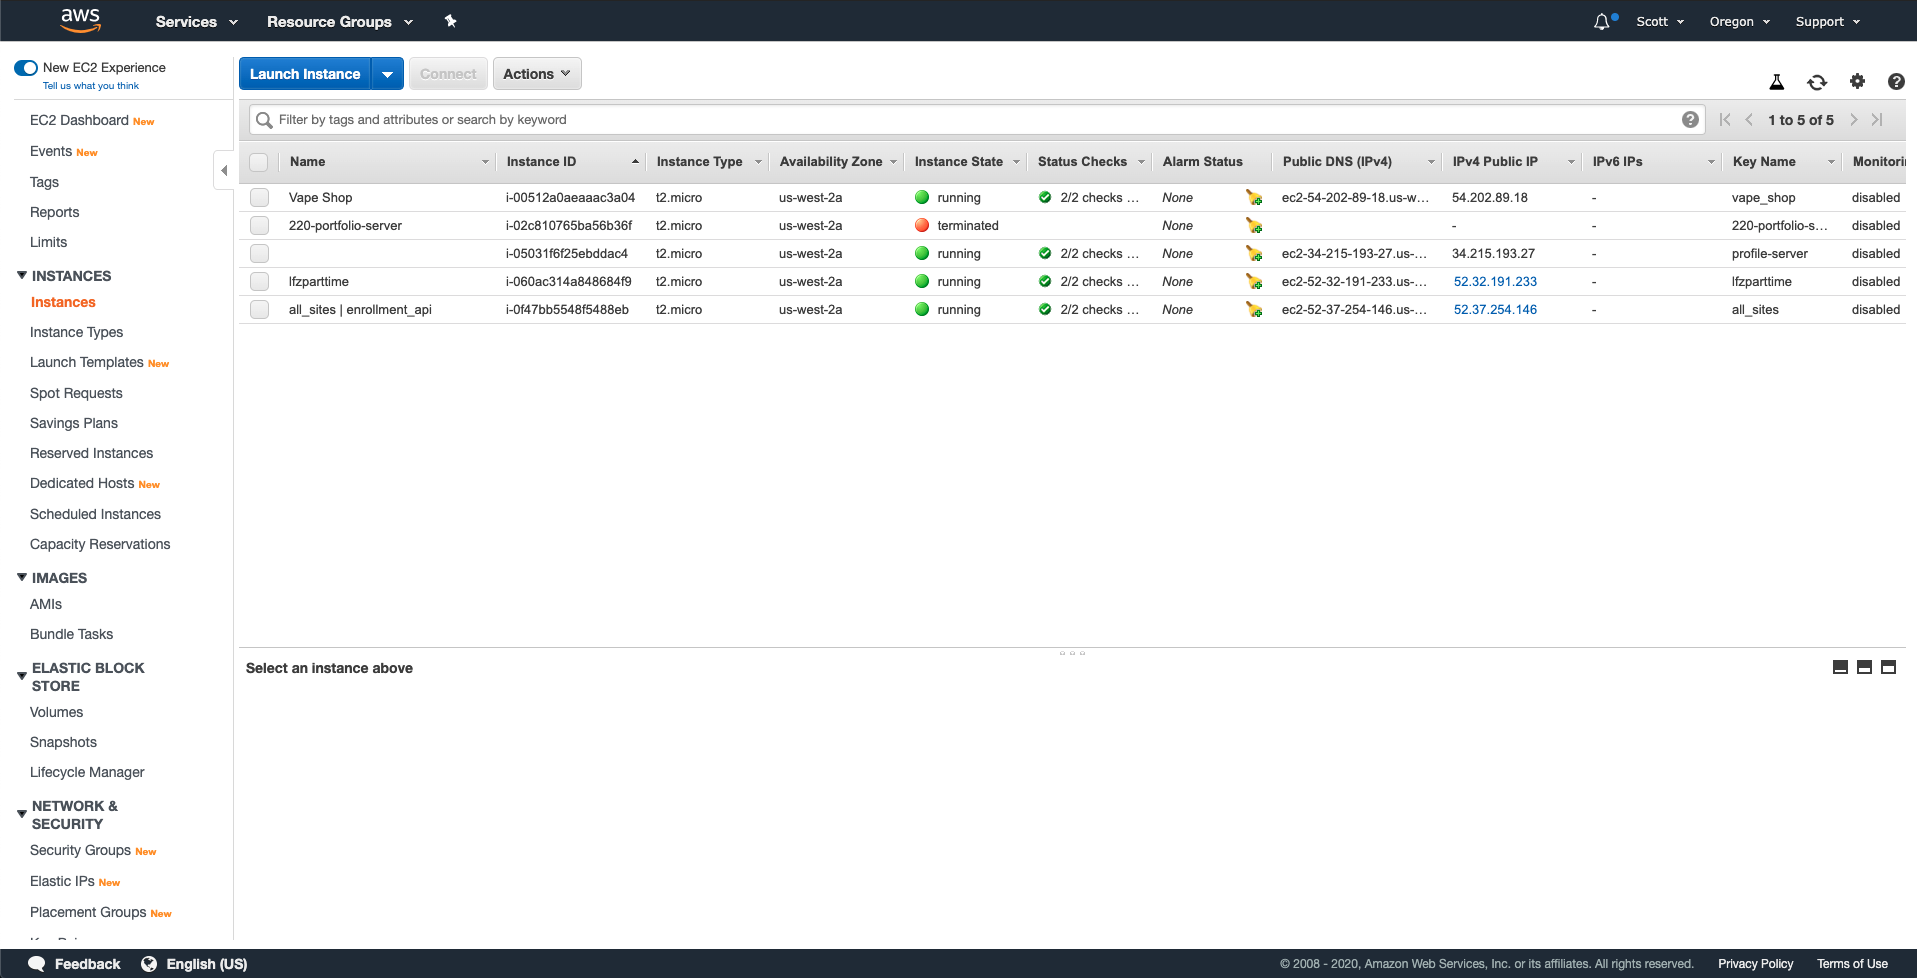 aws Services Resource Groups Scott Oregon Support
New EC2 Experience
Tell us what you think
EC2 Dashboard New
Events New
Tags
Reports
Limits
INSTANCES
Instances
Instance Types
Launch Templates New
Spot Requests
Savings Plans
Reserved Instances
Dedicated Hosts New
Scheduled Instances
Capacity Reservations
IMAGES
AMIs
Bundle Tasks
ELASTIC BLOCK
STORE
Volumes
Snapshots
Lifecycle Manager
NETWORK &
SECURITY
Security Groups New
Elastic IPs New
Placement Groups New
Launch Instance Connect Actions
Filter by tags and attributes or search by keyword 1 to 5 of 5
Name Instance ID Instance Type Availability Zone Instance State Status Checks Alarm Status Public DNS (IPv4) IPv4 Public IP IPv6 IPs Key Name Monitori
Vape Shop i-00512a0aeaaac3a04 t2.micro us-west-2a running 2/2 checks ... None ec2-54-202-89-18.us-w... 54.202.89.18 - vape_shop disabled
220-portfolio-server i-02c810765ba56b36f t2.micro us-west-2a terminated None - - 220-portfolio-s... disabled
i-05031f6f25ebddac4 t2.micro us-west-2a running 2/2 checks ... None ec2-34-215-193-27.us-... 34.215.193.27 - profile-server disabled
lfzparttime i-060ac314a848684f9 t2.micro us-west-2a running 2/2 checks ... None ec2-52-32-191-233.us-... 52.32.191.233 - lfzparttime disabled
all_sites | enrollment_api i-0f47bb5548f5488eb t2.micro us-west-2a running 2/2 checks ... None ec2-52-37-254-146.us-... 52.37.254.146 - all_sites disabled
Select an instance above
Feedback English (US) © 2008 - 2020, Amazon Web Services, Inc. or its affiliates. All rights reserved. Privacy Policy Terms of Use